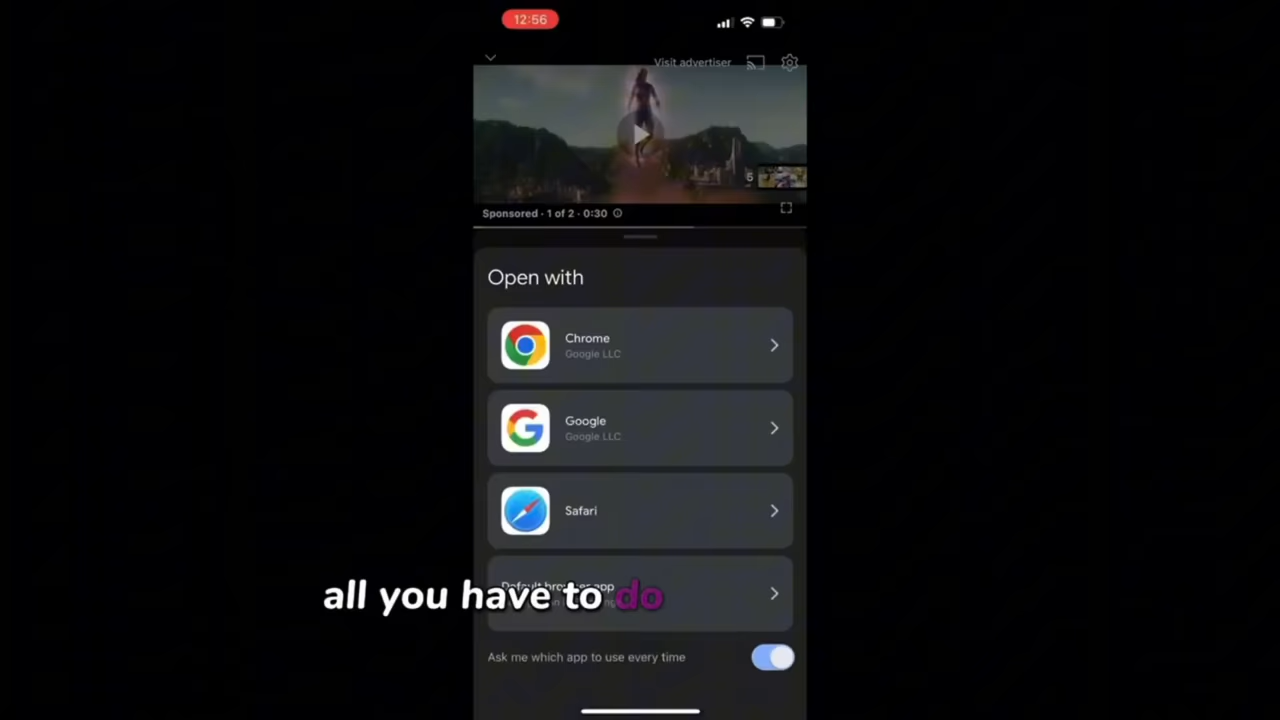 12:56
Visit advertiser
5
Sponsored · 1 of 2 · 0:30
Open with
Chrome
Google LLC
Google
Google LLC
Safari
Default browser app
all you have to do
Ask me which app to use every time